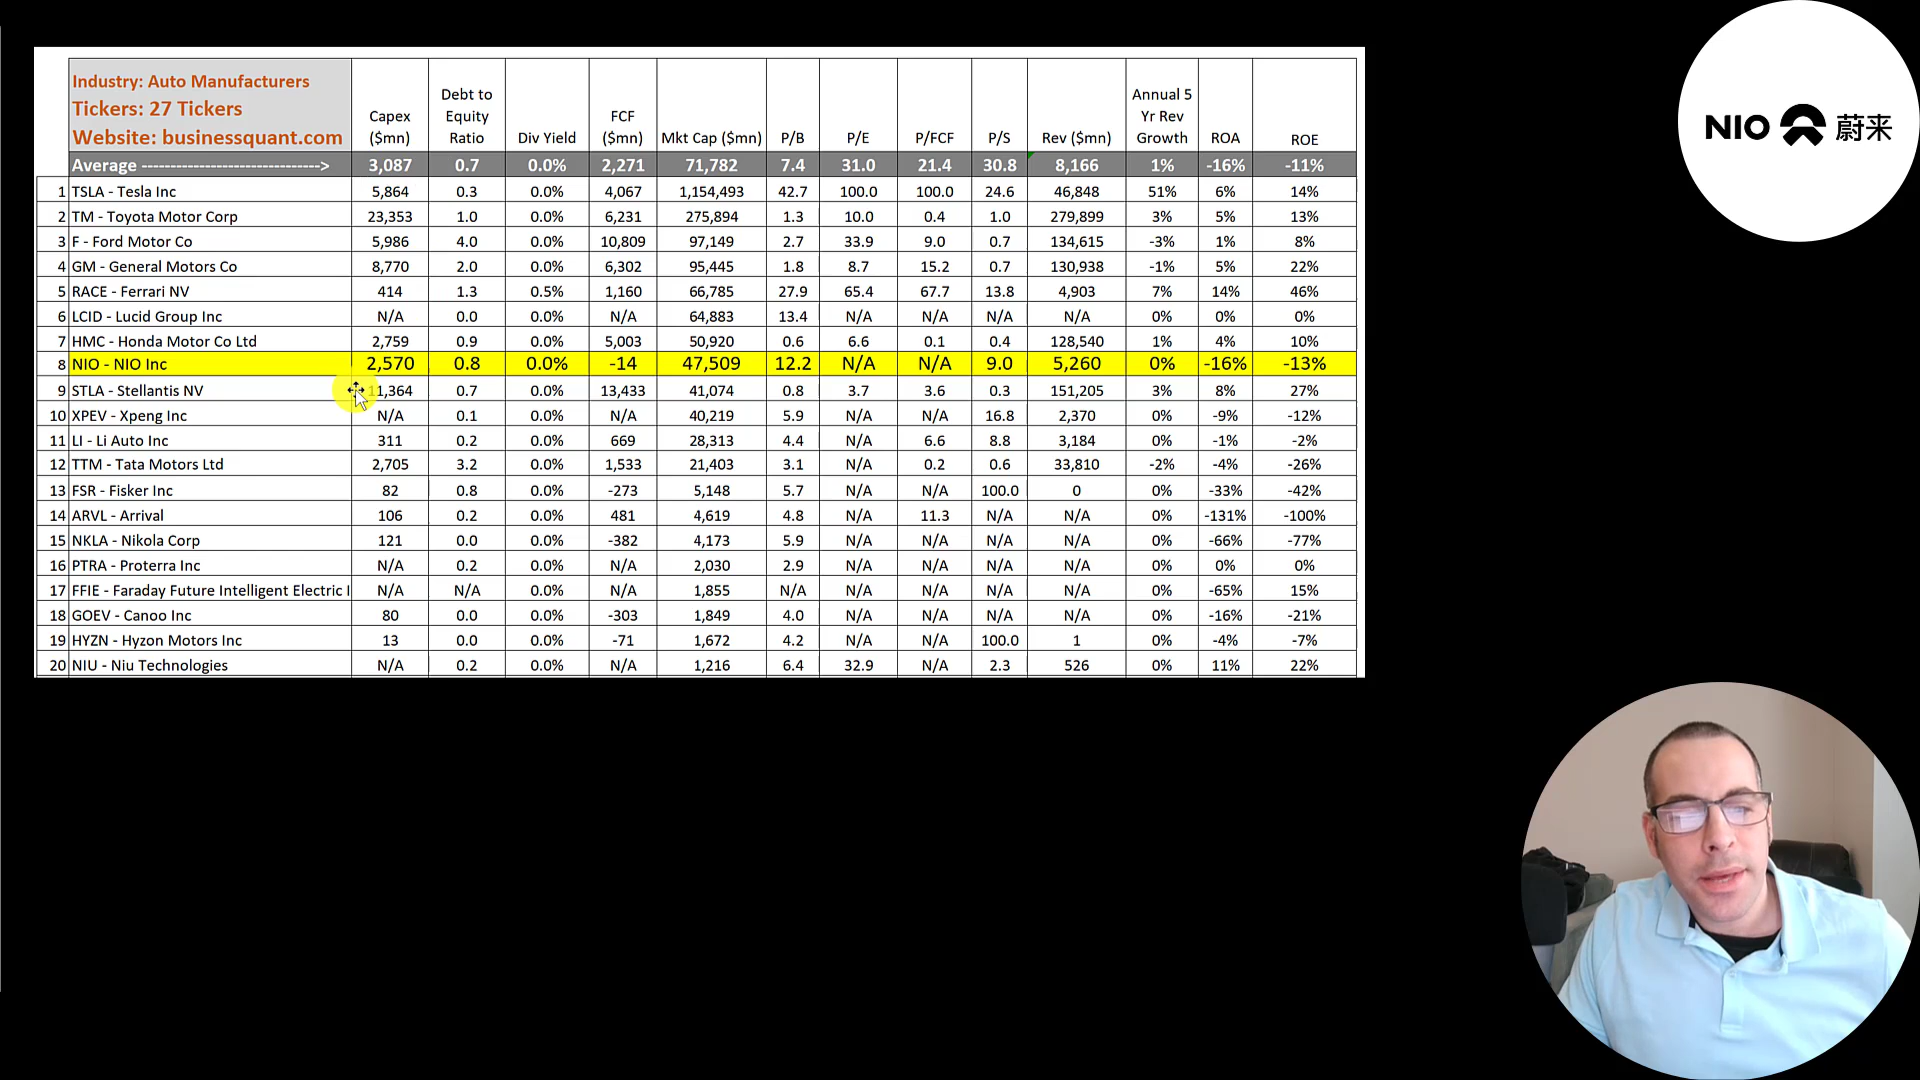 Industry: Auto Manufacturers
Tickers: 27 Tickers
Website: businessquant.com
Capex ($mn) Debt to Equity Ratio Div Yield FCF ($mn) Mkt Cap ($mn) P/B P/E P/FCF P/S Rev ($mn) Annual 5 Yr Rev Growth ROA ROE
Average ------------------------------> 3,087 0.7 0.0% 2,271 71,782 7.4 31.0 21.4 30.8 8,166 1% -16% -11%
1 TSLA - Tesla Inc 5,864 0.3 0.0% 4,067 1,154,493 42.7 100.0 100.0 24.6 46,848 51% 6% 14%
2 TM - Toyota Motor Corp 23,353 1.0 0.0% 6,231 275,894 1.3 10.0 0.4 1.0 279,899 3% 5% 13%
3 F - Ford Motor Co 5,986 4.0 0.0% 10,809 97,149 2.7 33.9 9.0 0.7 134,615 -3% 1% 8%
4 GM - General Motors Co 8,770 2.0 0.0% 6,302 95,445 1.8 8.7 15.2 0.7 130,938 -1% 5% 22%
5 RACE - Ferrari NV 414 1.3 0.5% 1,160 66,785 27.9 65.4 67.7 13.8 4,903 7% 14% 46%
6 LCID - Lucid Group Inc N/A 0.0 0.0% N/A 64,883 13.4 N/A N/A N/A N/A 0% 0% 0%
7 HMC - Honda Motor Co Ltd 2,759 0.9 0.0% 5,003 50,920 0.6 6.6 0.1 0.4 128,540 1% 4% 10%
8 NIO - NIO Inc 2,570 0.8 0.0% -14 47,509 12.2 N/A N/A 9.0 5,260 0% -16% -13%
9 STLA - Stellantis NV 11,364 0.7 0.0% 13,433 41,074 0.8 3.7 3.6 0.3 151,205 3% 8% 27%
10 XPEV - Xpeng Inc N/A 0.1 0.0% N/A 40,219 5.9 N/A N/A 16.8 2,370 0% -9% -12%
11 LI - Li Auto Inc 311 0.2 0.0% 669 28,313 4.4 N/A 6.6 8.8 3,184 0% -1% -2%
12 TTM - Tata Motors Ltd 2,705 3.2 0.0% 1,533 21,403 3.1 N/A 0.2 0.6 33,810 -2% -4% -26%
13 FSR - Fisker Inc 82 0.8 0.0% -273 5,148 5.7 N/A N/A 100.0 0 0% -33% -42%
14 ARVL - Arrival 106 0.2 0.0% 481 4,619 4.8 N/A 11.3 N/A N/A 0% -131% -100%
15 NKLA - Nikola Corp 121 0.0 0.0% -382 4,173 5.9 N/A N/A N/A N/A 0% -66% -77%
16 PTRA - Proterra Inc N/A 0.2 0.0% N/A 2,030 2.9 N/A N/A N/A N/A 0% 0% 0%
17 FFIE - Faraday Future Intelligent Electric I N/A N/A 0.0% N/A 1,855 N/A N/A N/A N/A N/A 0% -65% 15%
18 GOEV - Canoo Inc 80 0.0 0.0% -303 1,849 4.0 N/A N/A N/A N/A 0% -16% -21%
19 HYZN - Hyzon Motors Inc 13 0.0 0.0% -71 1,672 4.2 N/A N/A 100.0 1 0% -4% -7%
20 NIU - Niu Technologies N/A 0.2 0.0% N/A 1,216 6.4 32.9 N/A 2.3 526 0% 11% 22%
NIO 蔚来